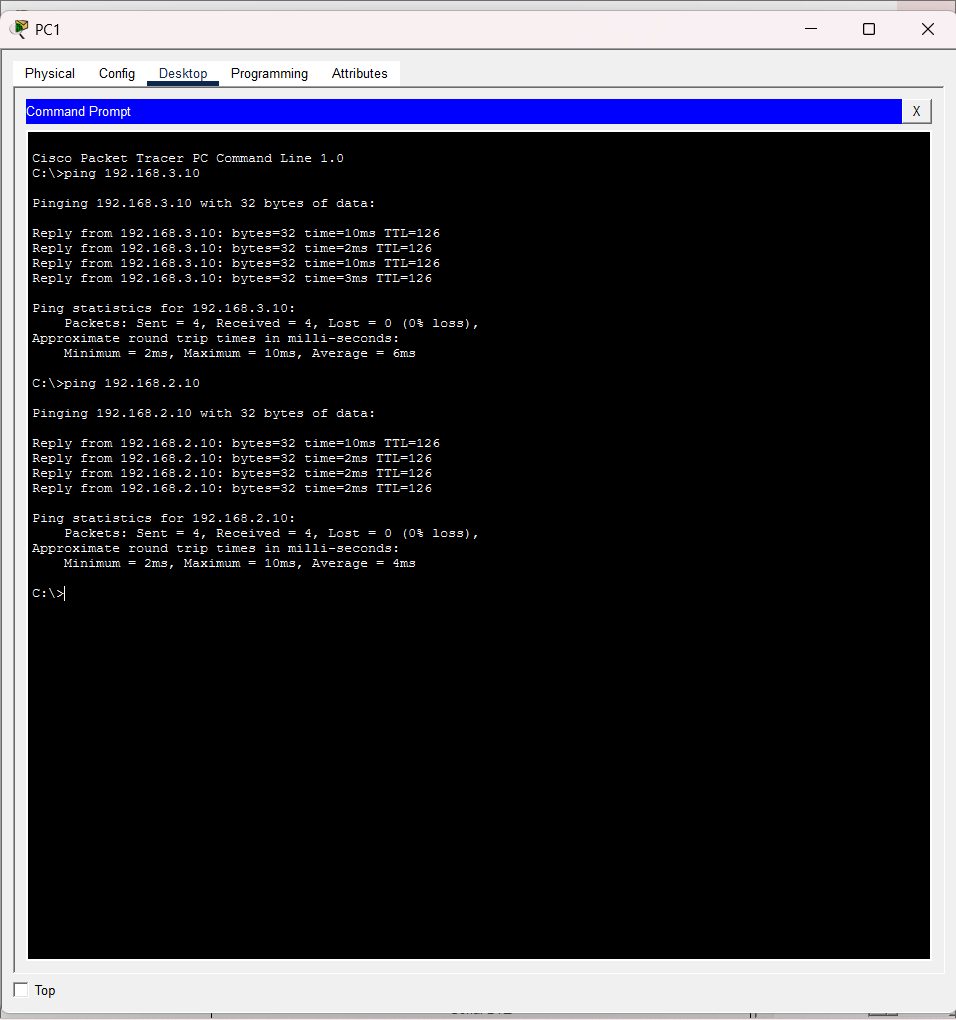 PC1
Physical Config Desktop Programming Attributes
Command Prompt X
Cisco Packet Tracer PC Command Line 1.0
C:\>ping 192.168.3.10
Pinging 192.168.3.10 with 32 bytes of data:
Reply from 192.168.3.10: bytes=32 time=10ms TTL=126
Reply from 192.168.3.10: bytes=32 time=2ms TTL=126
Reply from 192.168.3.10: bytes=32 time=10ms TTL=126
Reply from 192.168.3.10: bytes=32 time=3ms TTL=126
Ping statistics for 192.168.3.10:
Packets: Sent = 4, Received = 4, Lost = 0 (0% loss),
Approximate round trip times in milli-seconds:
Minimum = 2ms, Maximum = 10ms, Average = 6ms
C:\>ping 192.168.2.10
Pinging 192.168.2.10 with 32 bytes of data:
Reply from 192.168.2.10: bytes=32 time=10ms TTL=126
Reply from 192.168.2.10: bytes=32 time=2ms TTL=126
Reply from 192.168.2.10: bytes=32 time=2ms TTL=126
Reply from 192.168.2.10: bytes=32 time=2ms TTL=126
Ping statistics for 192.168.2.10:
Packets: Sent = 4, Received = 4, Lost = 0 (0% loss),
Approximate round trip times in milli-seconds:
Minimum = 2ms, Maximum = 10ms, Average = 4ms
C:\>
Top